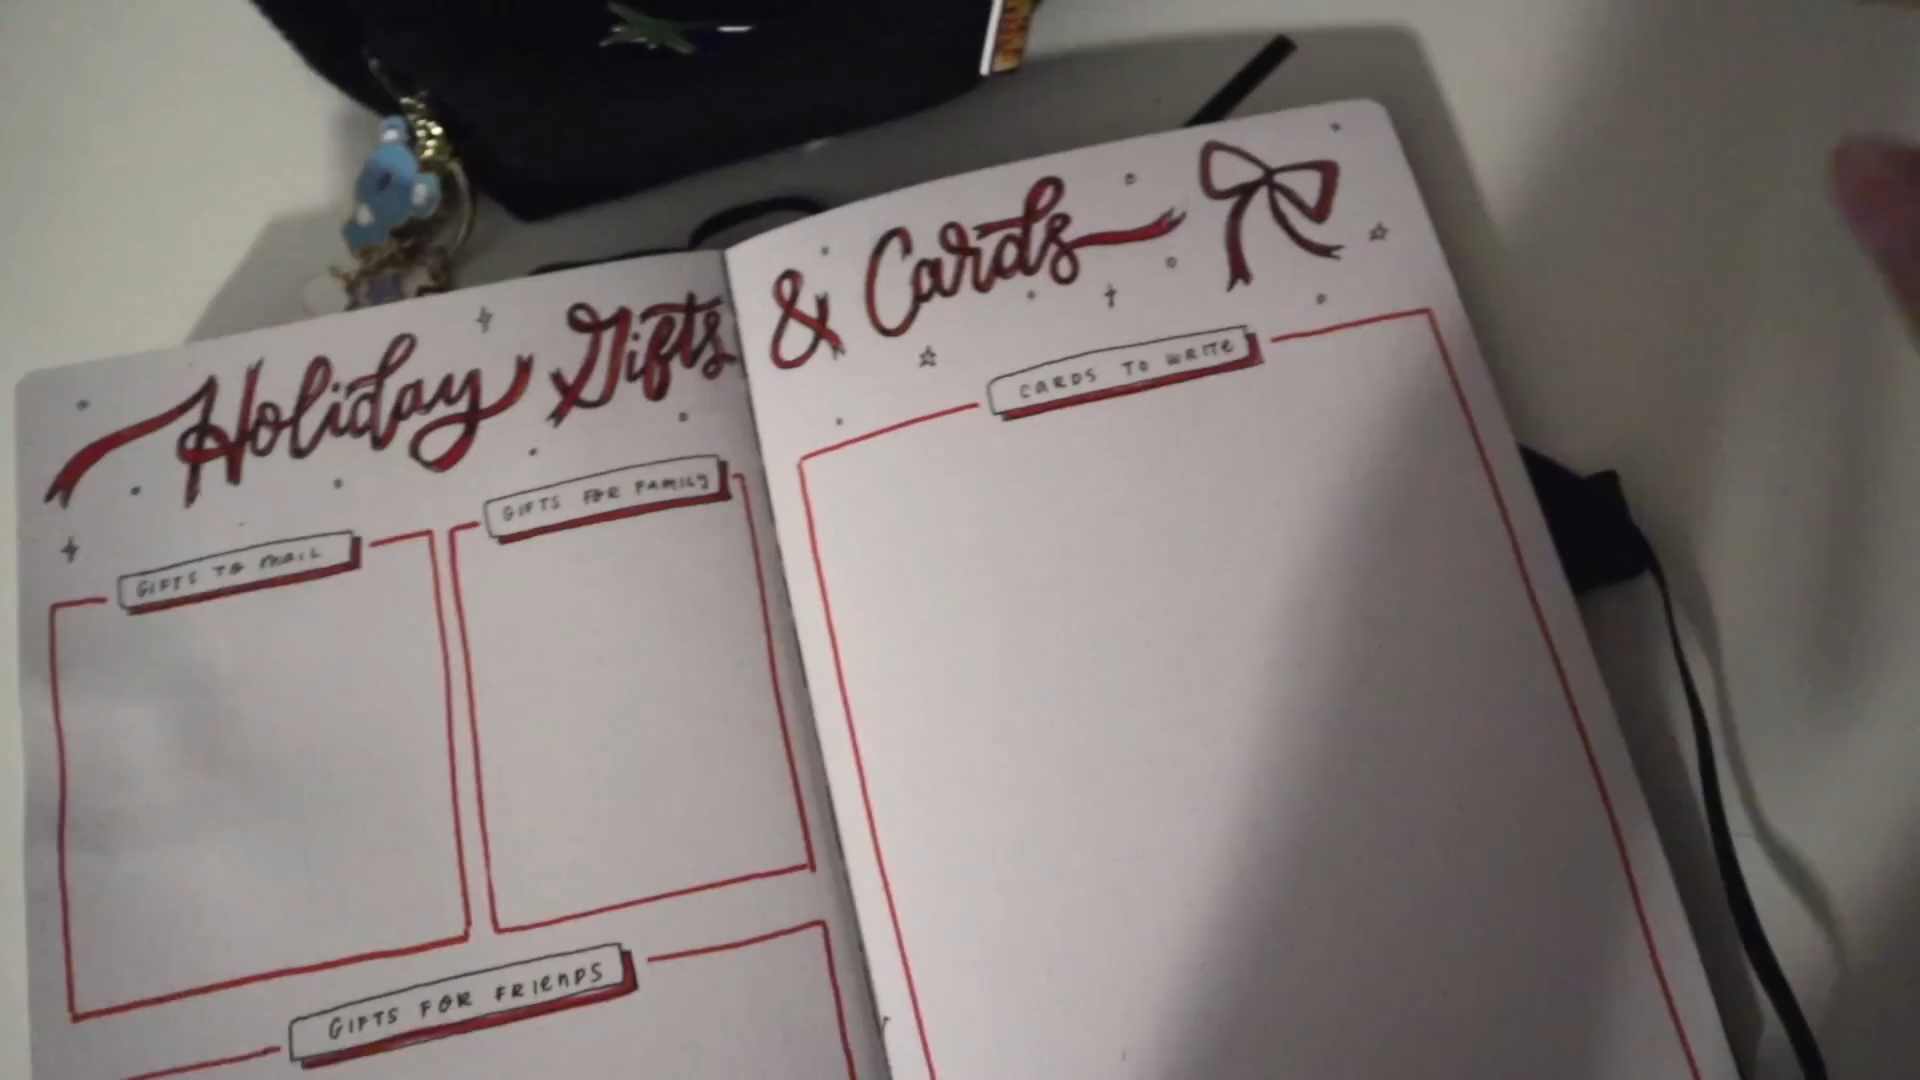 Holiday Gifts & Cards
GIFTS TO MAIL
GIFTS FOR FAMILY
GIFTS FOR FRIENDS
CARDS TO WRITE